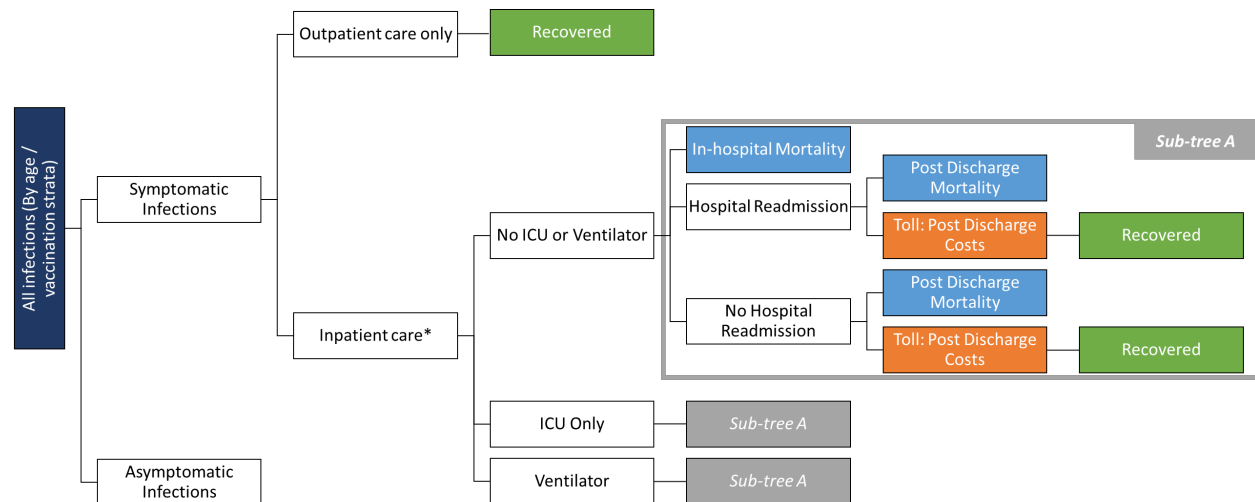 All infections (By age /
vaccination strata)
Symptomatic
Infections
Asymptomatic
Infections
Outpatient care only
Recovered
Inpatient care*
No ICU or Ventilator
ICU Only
Sub-tree A
Ventilator
Sub-tree A
Sub-tree A
In-hospital Mortality
Hospital Readmission
Post Discharge
Mortality
Toll: Post Discharge
Costs
Recovered
No Hospital
Readmission
Post Discharge
Mortality
Toll: Post Discharge
Costs
Recovered